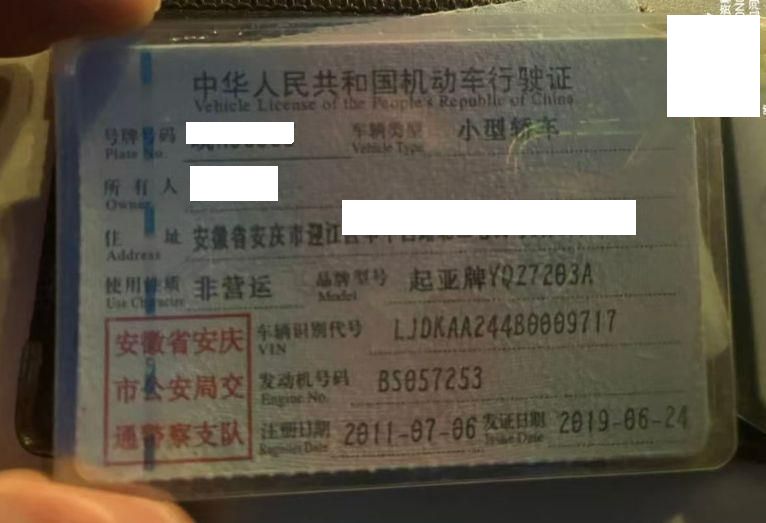 中华人民共和国机动车行驶证
Vehicle License of the People's Republic of China
号牌号码 车辆类型 小型轿车
Plate No. Vehicle Type
所有人
Owner
住址 安徽省安庆市迎江
Address
使用性质 非营运 品牌型号 起亚牌YQZ7203A
Use Character Model
安徽省安庆 车辆识别代号 LJDKAA244B0009717
VIN
市公安局交 发动机号码 BS057253
Engine No.
通警察支队 注册日期 2011-07-06 发证日期 2019-06-24
Register Date Issue Date